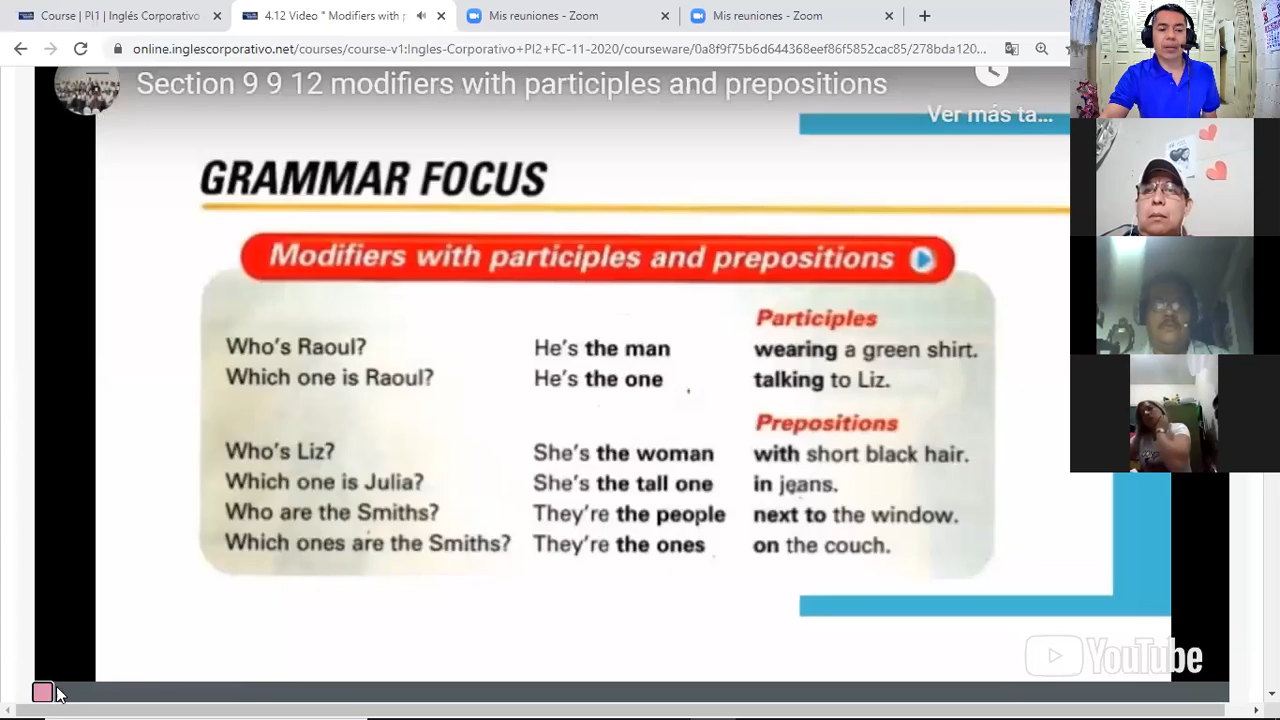 Course | PI1 | Inglés Corporativo
4.12 Video " Modifiers with p
Mis reuniones - Zoom
Mis reuniones - Zoom
online.inglescorporativo.net/courses/course-v1:Ingles-Corporativo+PI2+FC-11-2020/courseware/
Section 9 9 12 modifiers with participles and prepositions
Ver más ta...
GRAMMAR FOCUS
Modifiers with participles and prepositions
Participles
Who's Raoul? He's the man wearing a green shirt.
Which one is Raoul? He's the one talking to Liz.
Prepositions
Who's Liz? She's the woman with short black hair.
Which one is Julia? She's the tall one in jeans.
Who are the Smiths? They're the people next to the window.
Which ones are the Smiths? They're the ones on the couch.
YouTube